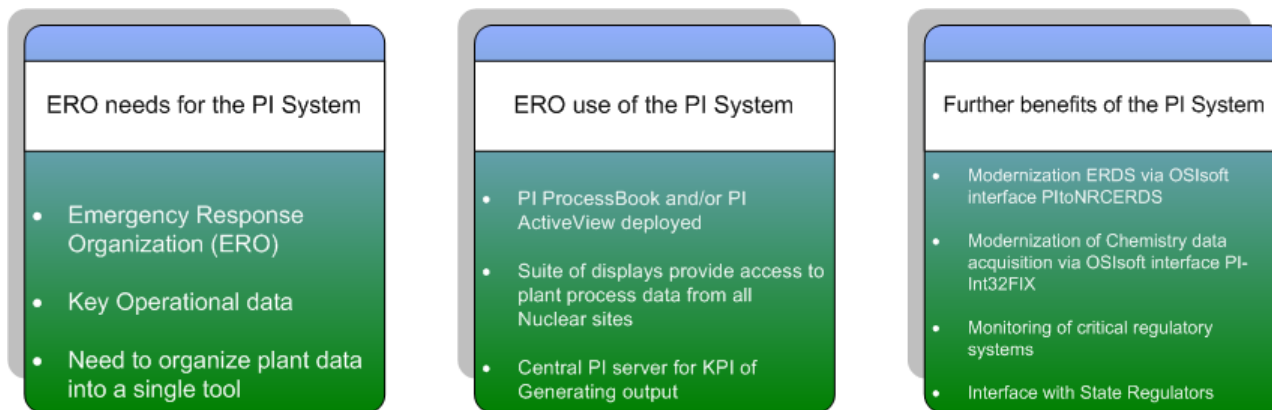 ERO needs for the PI System
• Emergency Response
Organization (ERO)
• Key Operational data
• Need to organize plant data
into a single tool
ERO use of the PI System
• PI ProcessBook and/or PI
ActiveView deployed
• Suite of displays provide access to
plant process data from all
Nuclear sites
• Central PI server for KPI of
Generating output
Further benefits of the PI System
• Modernization ERDS via OSIsoft
interface PItoNRCERDS
• Modernization of Chemistry data
acquisition via OSIsoft interface PI-
Int32FIX
• Monitoring of critical regulatory
systems
• Interface with State Regulators